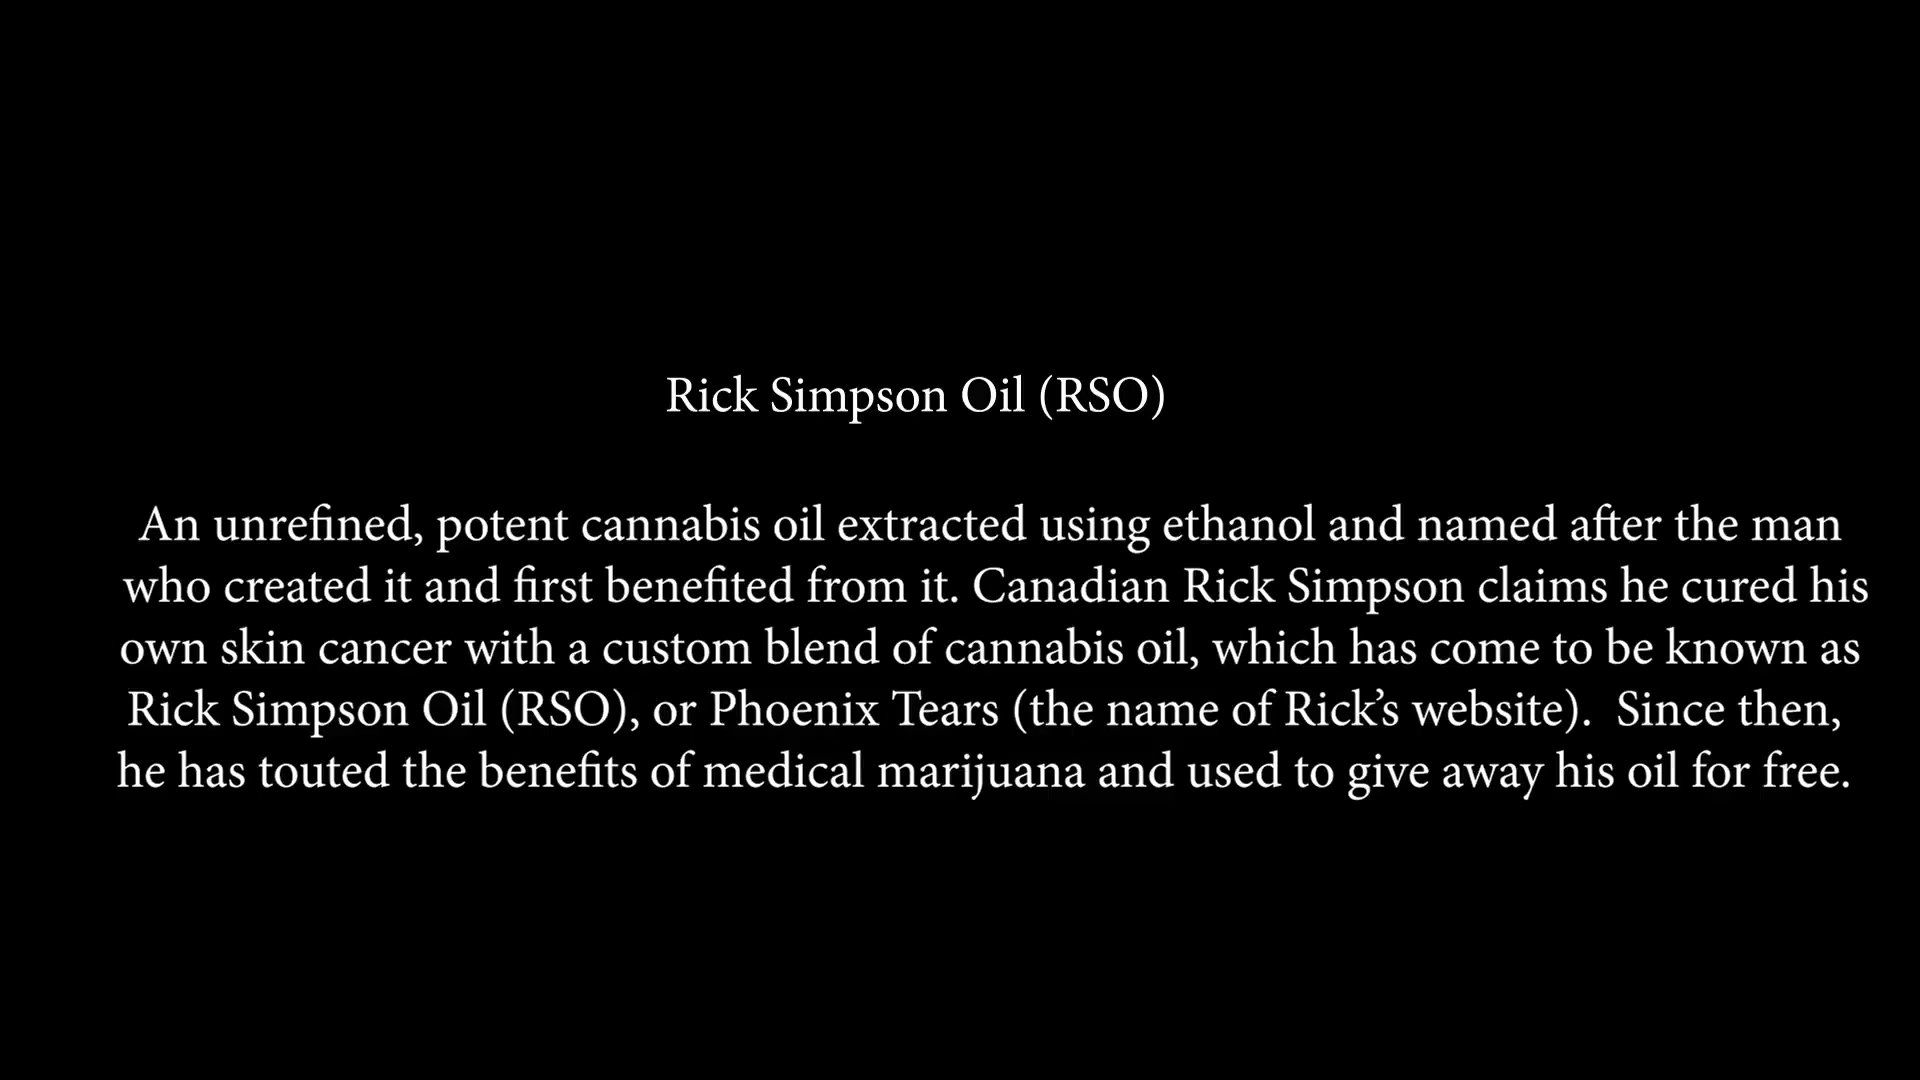 Rick Simpson Oil (RSO)
An unrefined, potent cannabis oil extracted using ethanol and named after the man
who created it and first benefited from it. Canadian Rick Simpson claims he cured his
own skin cancer with a custom blend of cannabis oil, which has come to be known as
Rick Simpson Oil (RSO), or Phoenix Tears (the name of Rick’s website).  Since then,
he has touted the benefits of medical marijuana and used to give away his oil for free.